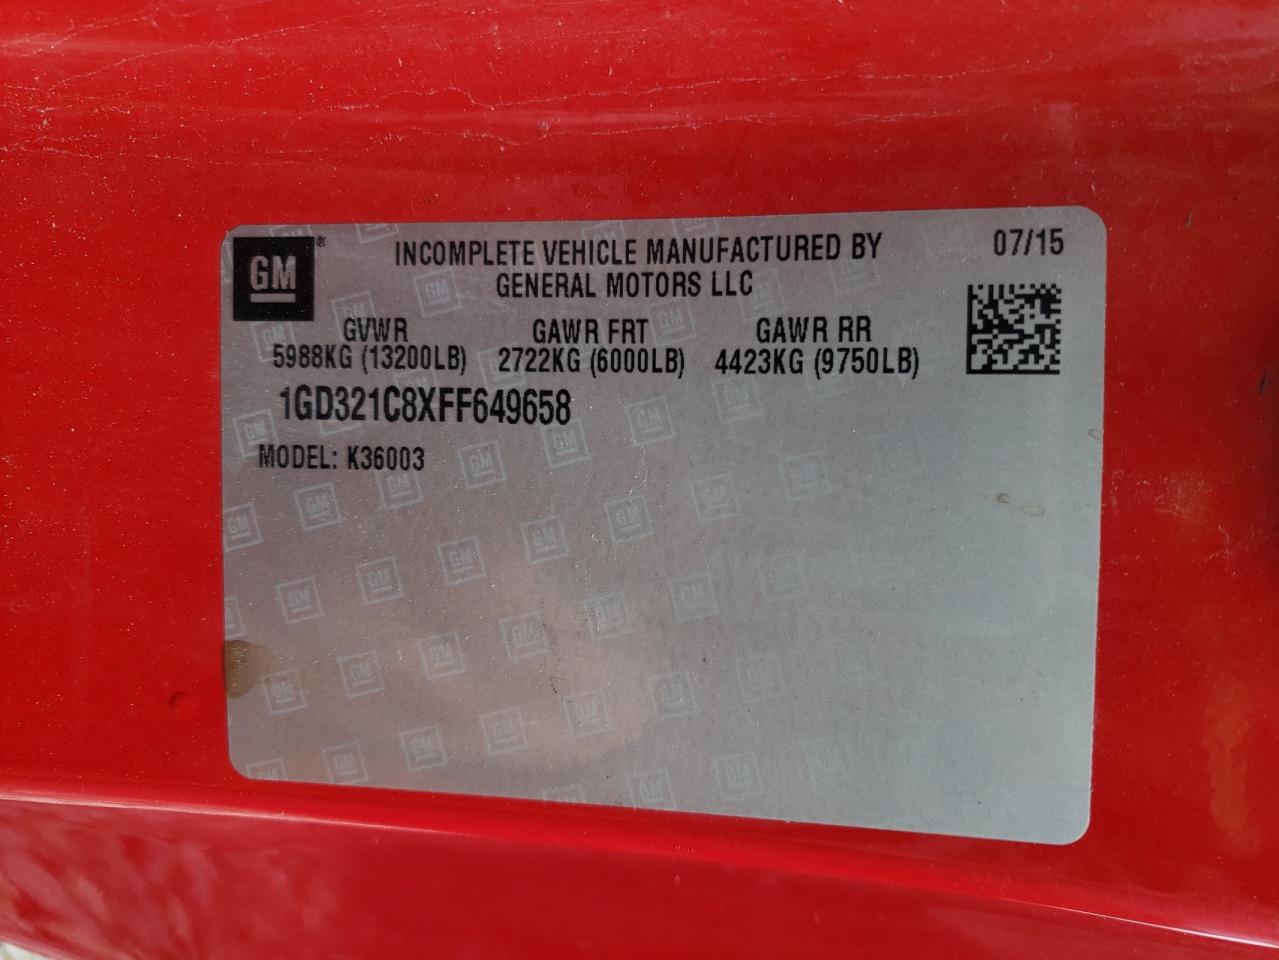 GM®
INCOMPLETE VEHICLE MANUFACTURED BY
GENERAL MOTORS LLC
07/15
GVWR GAWR FRT GAWR RR
5988KG (13200LB) 2722KG (6000LB) 4423KG (9750LB)
1GD321C8XFF649658
MODEL: K36003